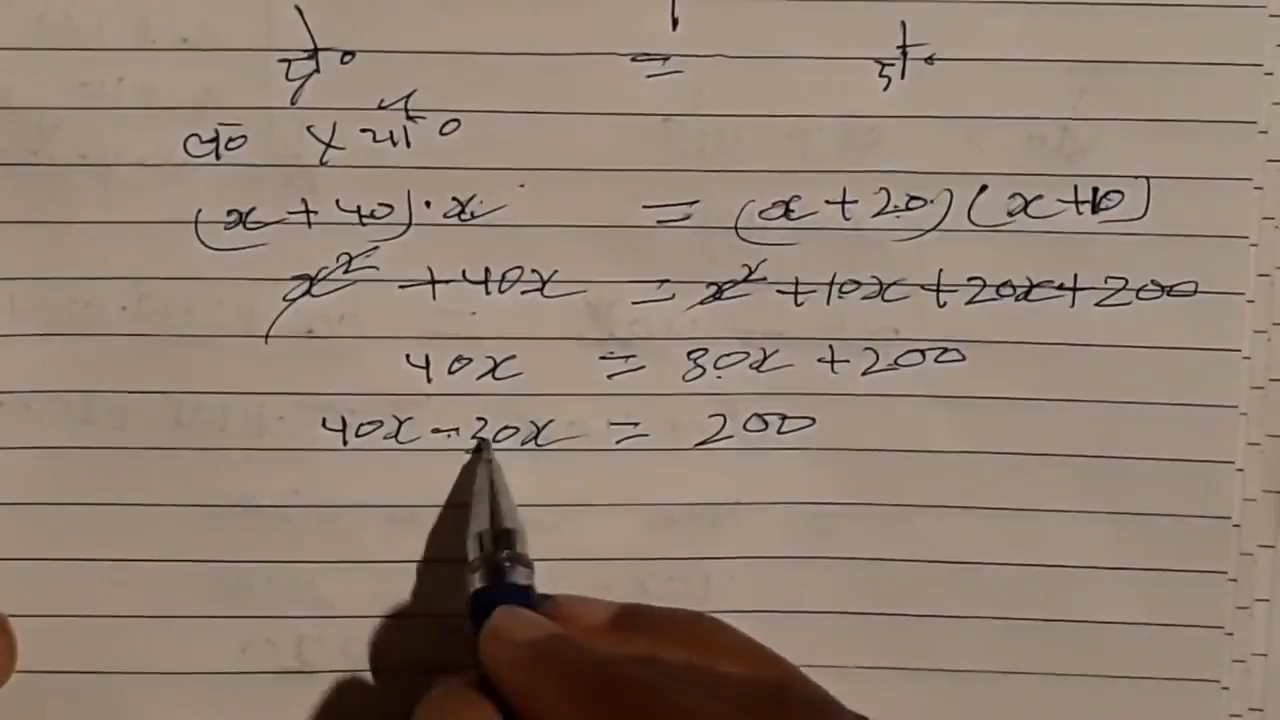 =
(x + 40) · x = (x + 20) (x + 10)
x² + 40x = x² + 10x + 20x + 200
40x = 30x + 200
40x - 30x = 200